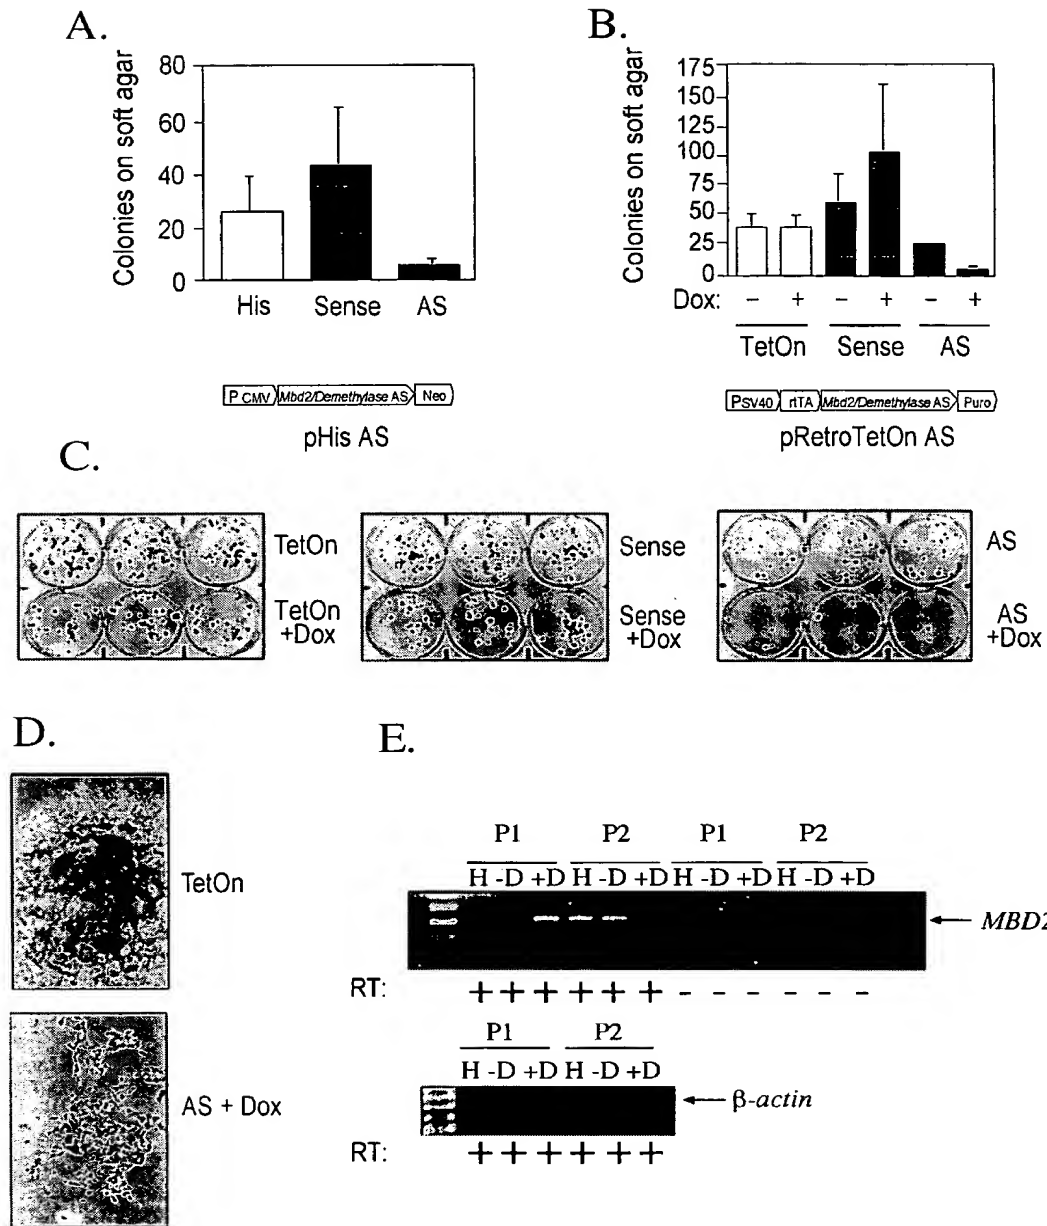 A.
Colonies on soft agar
80
60
40
20
0
His Sense AS
P CMV Mbd2/Demethylase AS Neo
pHis AS
B.
Colonies on soft agar
175
150
125
100
75
50
25
0
Dox: - + - + - +
TetOn Sense AS
PSV40 rtTA Mbd2/Demethylase AS Puro
pRetroTetOn AS
C.
TetOn
TetOn
+Dox
Sense
Sense
+Dox
AS
AS
+Dox
D.
TetOn
AS + Dox
E.
P1 P2 P1 P2
H -D +D H -D +D H -D +D H -D +D
MBD2
RT: + + + + + + - - - - - -
P1 P2
H -D +D H -D +D
β-actin
RT: + + + + + +